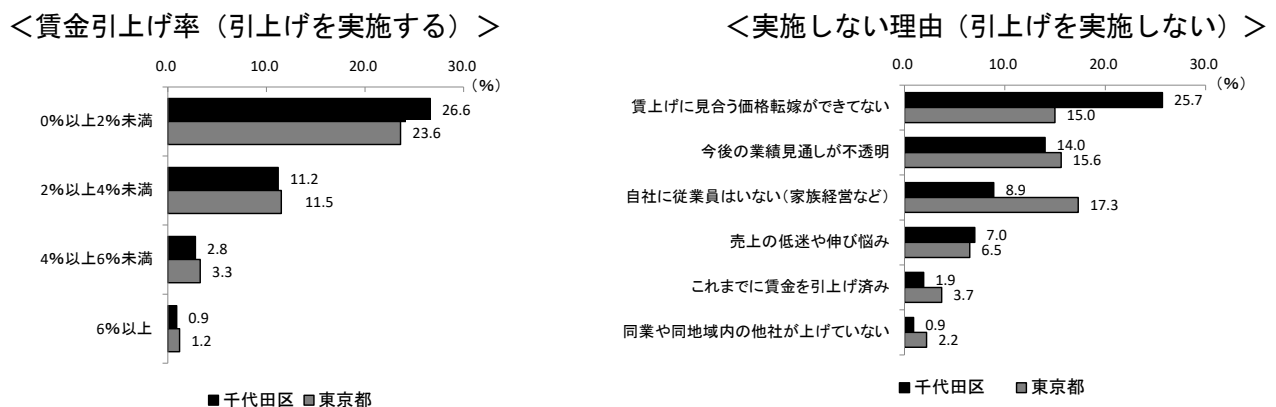 ＜賃金引上げ率（引上げを実施する）＞
0.0 10.0 20.0 30.0
（%）
0%以上2%未満
26.6
23.6
2%以上4%未満
11.2
11.5
4%以上6%未満
2.8
3.3
6%以上
0.9
1.2
■千代田区 ■東京都
＜実施しない理由（引上げを実施しない）＞
0.0 10.0 20.0 30.0
（%）
賃上げに見合う価格転嫁ができてない
25.7
15.0
今後の業績見通しが不透明
14.0
15.6
自社に従業員はいない（家族経営など）
8.9
17.3
売上の低迷や伸び悩み
7.0
6.5
これまでに賃金を引上げ済み
1.9
3.7
同業や同地域内の他社が上げていない
0.9
2.2
■千代田区 ■東京都